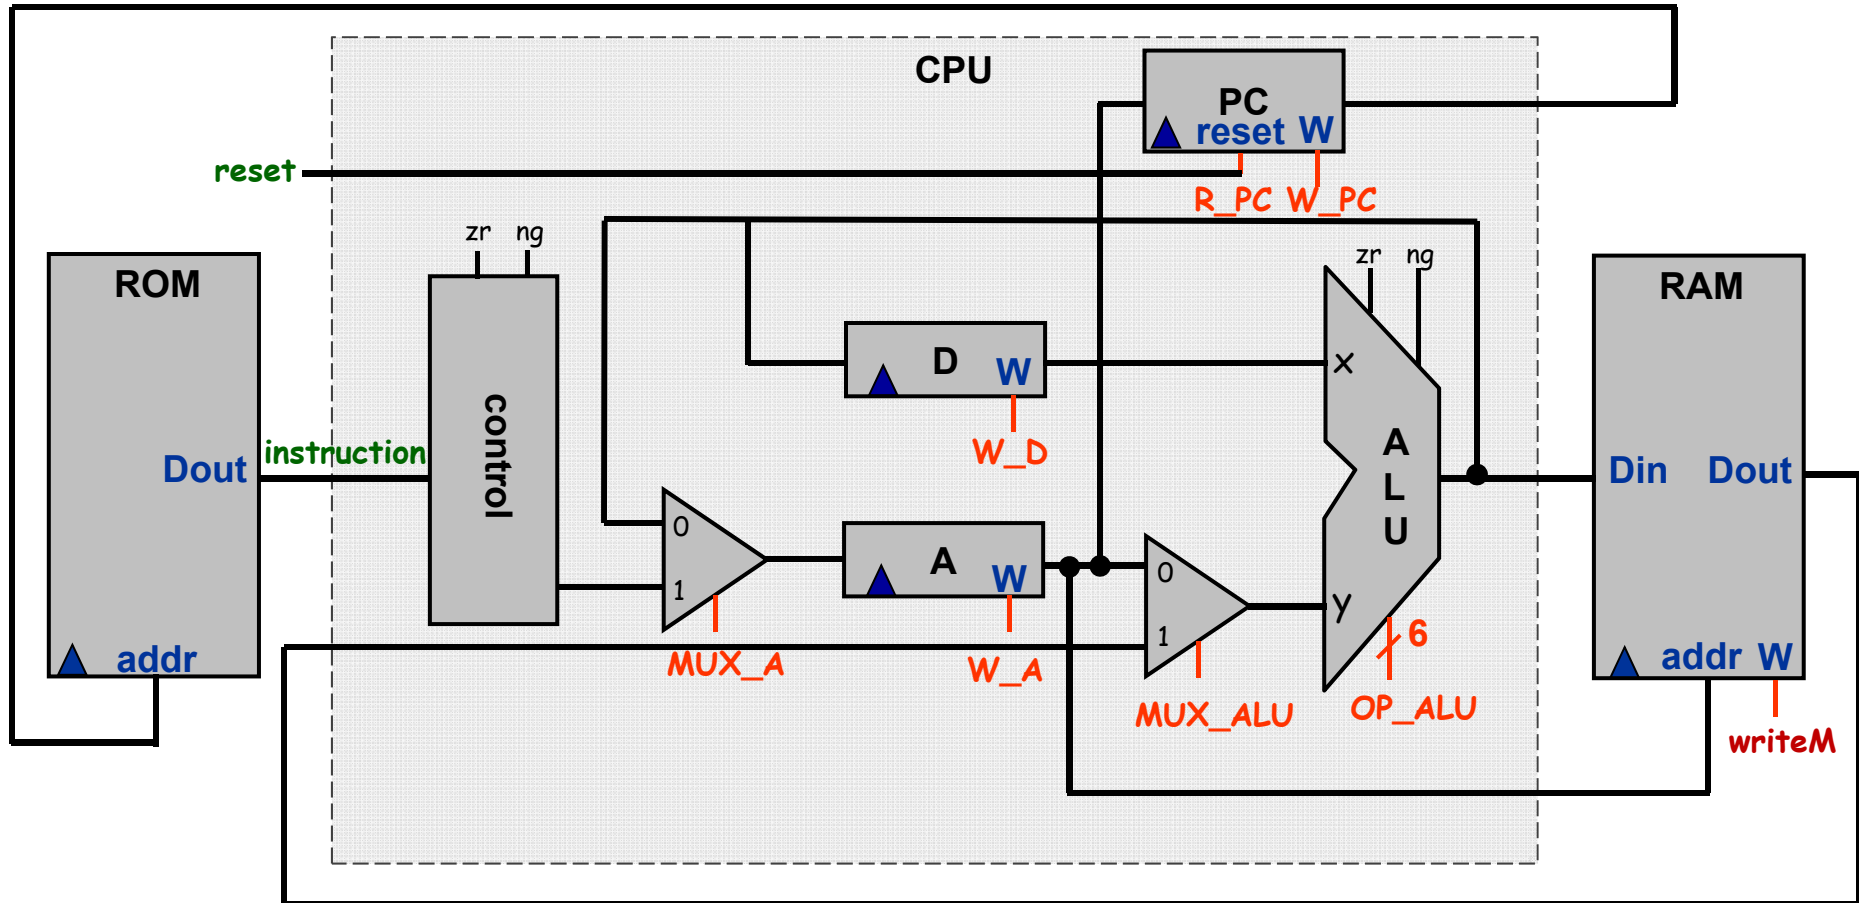 CPU
PC
reset W
reset
R_PC W_PC
zr ng
zr ng
ROM
RAM
D W
x
W_D
control
instruction
Dout
ALU
Din Dout
0
1
A W
0
1
y
6
addr
addr W
MUX_A
W_A
MUX_ALU
OP_ALU
writeM